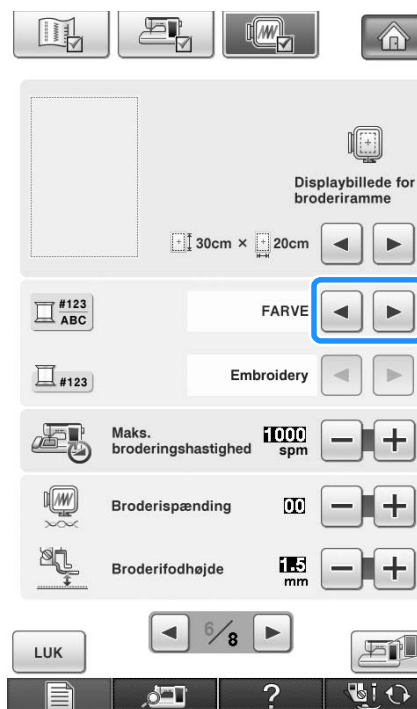 Displaybillede for
broderiramme
30cm × 20cm
#123
ABC
FARVE
#123
Embroidery
Maks.
broderingshastighed
1000
spm
Broderispænding
00
Broderifodhøjde
1.5
mm
6/8
LUK
?